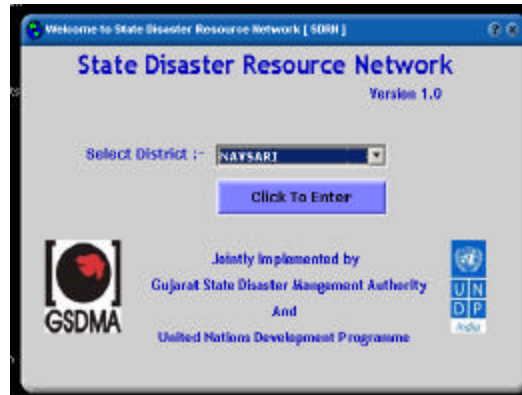 Welcome to State Disaster Resource Network [ SDRN ]
State Disaster Resource Network
Version 1.0
Select District :-
NAVSARI
Click To Enter
Jointly Implemented by
Gujarat State Disaster Mangement Authority
And
United Nations Development Programme
GSDMA
U N
D P
India